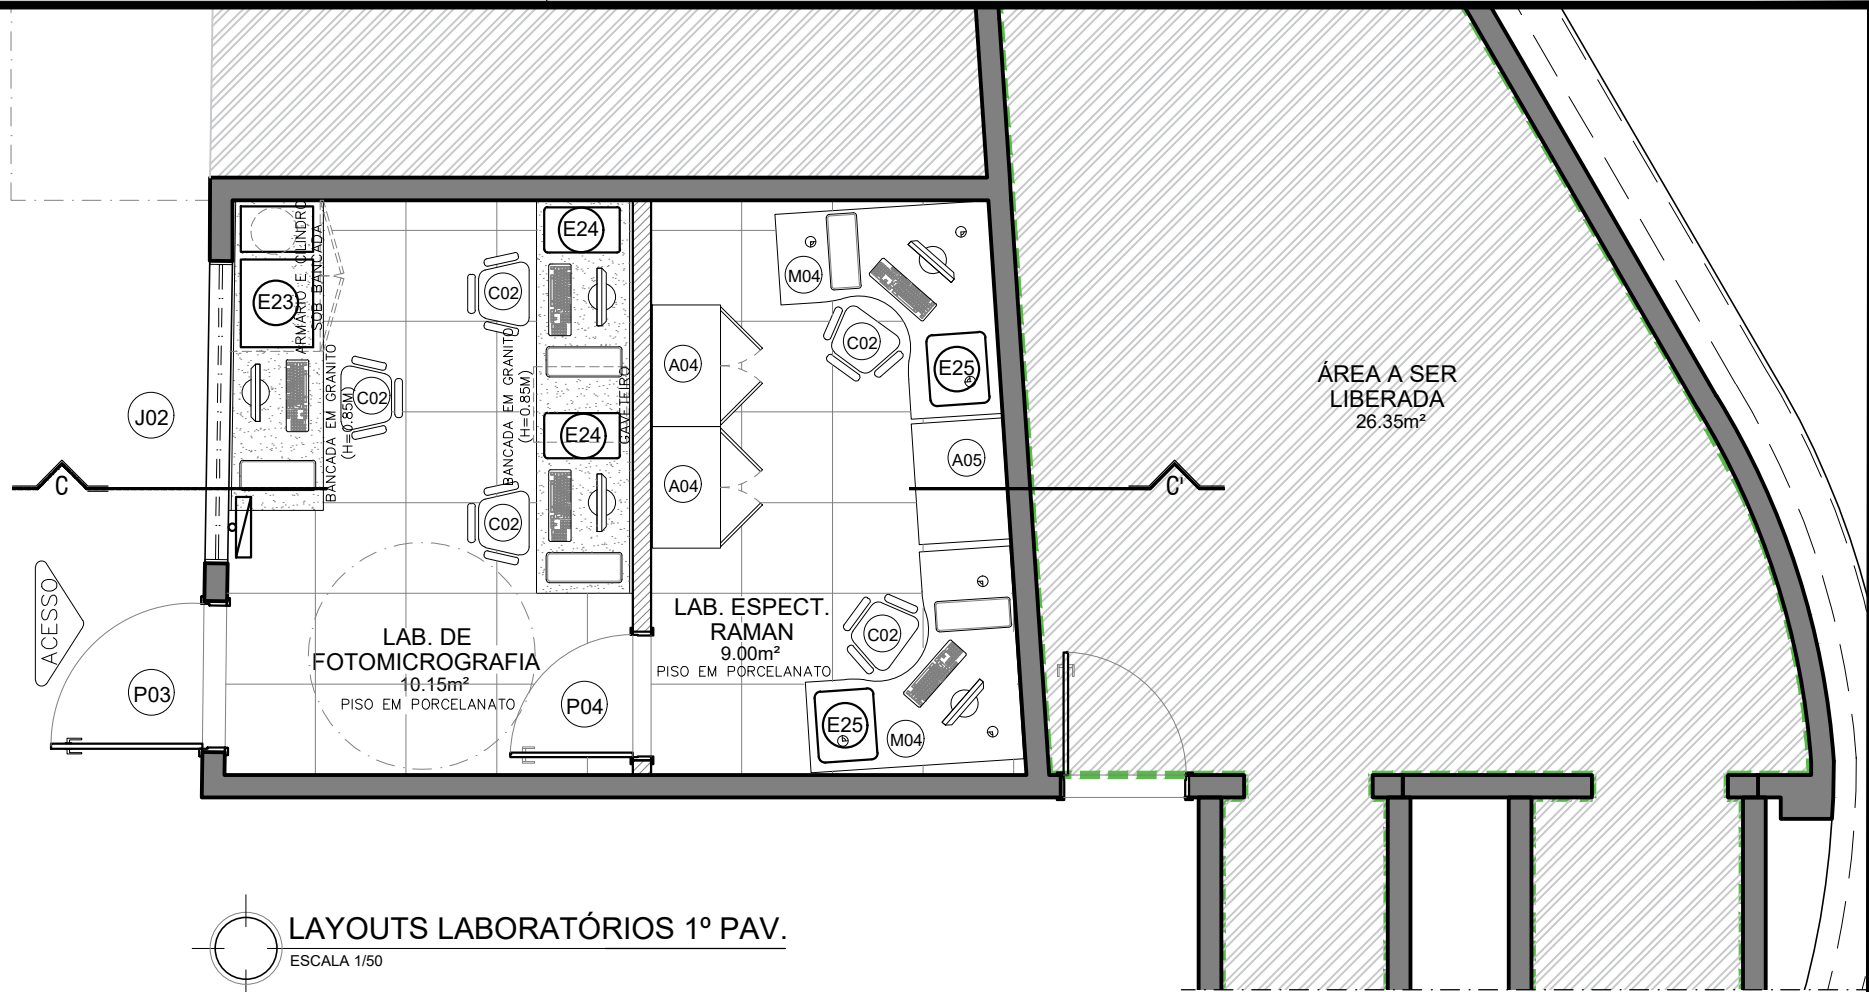 E24
ARMÁRIO E CILINDRO
SOB BANCADA
E23
C02
M04
C02
E25
A04
BANCADA EM GRANITO
(H=0.85M)
C02
BANCADA EM GRANITO
(H=0.85M)
GAVETEIRO
J02
E24
A04
A05
ÁREA A SER
LIBERADA
26.35m²
C
C'
C02
ACESSO
LAB. DE
FOTOMICROGRAFIA
10.15m²
PISO EM PORCELANATO
LAB. ESPECT.
RAMAN
9.00m²
PISO EM PORCELANATO
C02
P03
P04
E25
M04
LAYOUTS LABORATÓRIOS 1º PAV.
ESCALA 1/50